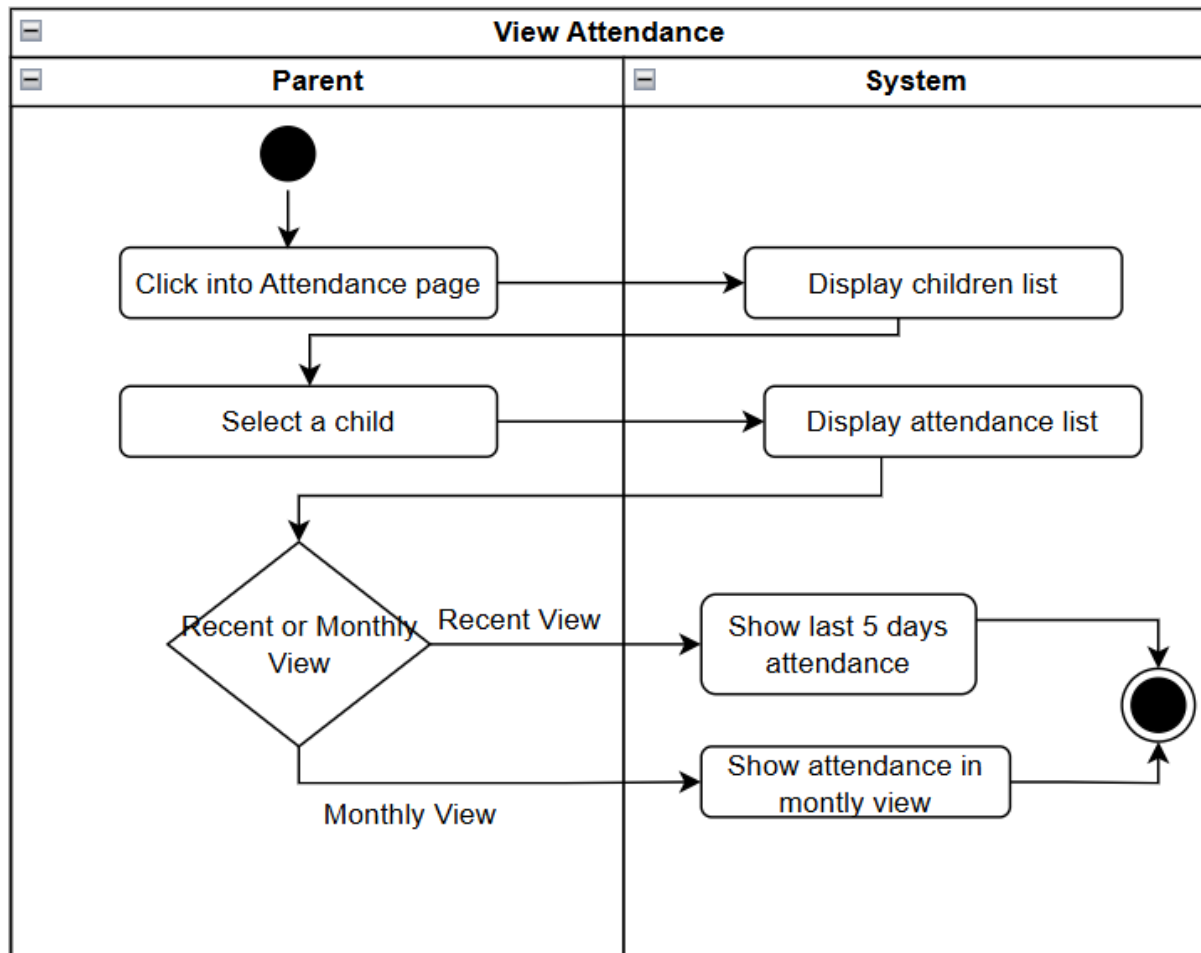 View Attendance
Parent
System
Click into Attendance page
Display children list
Select a child
Display attendance list
Recent or Monthly
View
Recent View
Show last 5 days
attendance
Monthly View
Show attendance in
montly view